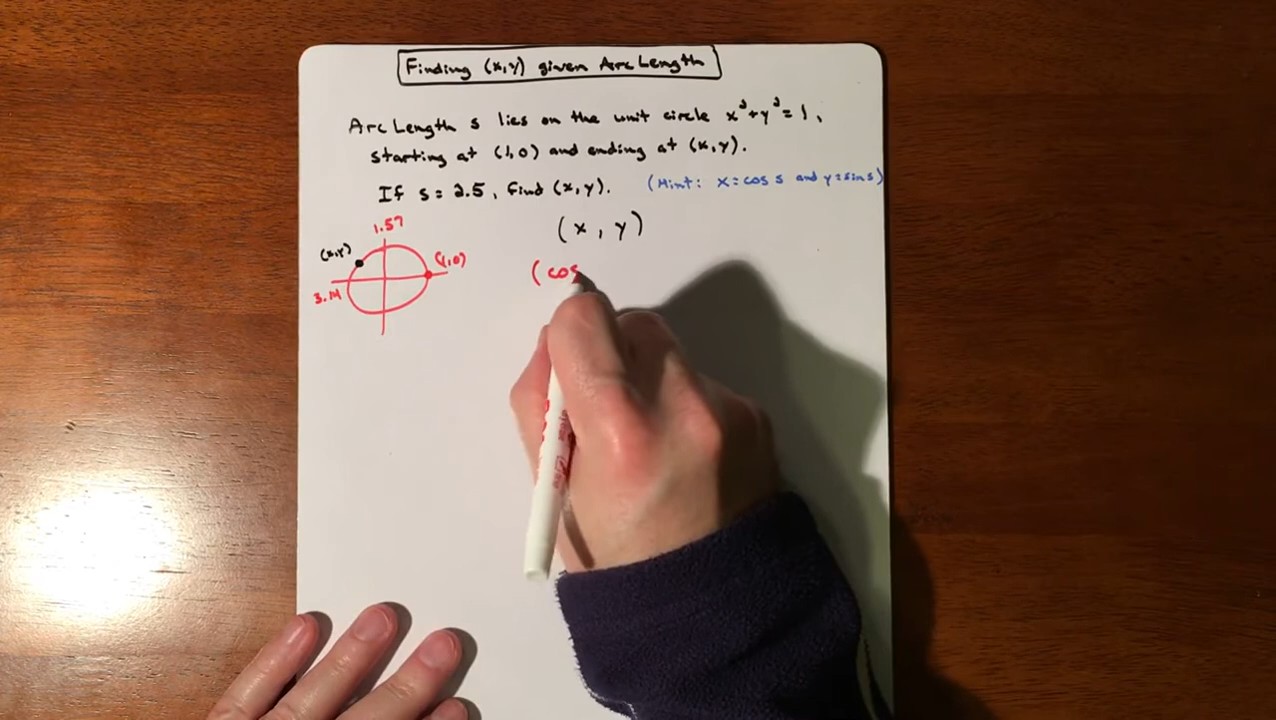 Finding (x,y) given Arc Length
Arc Length s lies on the unit circle x²+y²=1,
starting at (1,0) and ending at (x,y).
If s=2.5, find (x,y). (Hint: x=cos s and y=sin s)
1.57
(x,y)
(1,0)
3.14
(x,y)
(cos